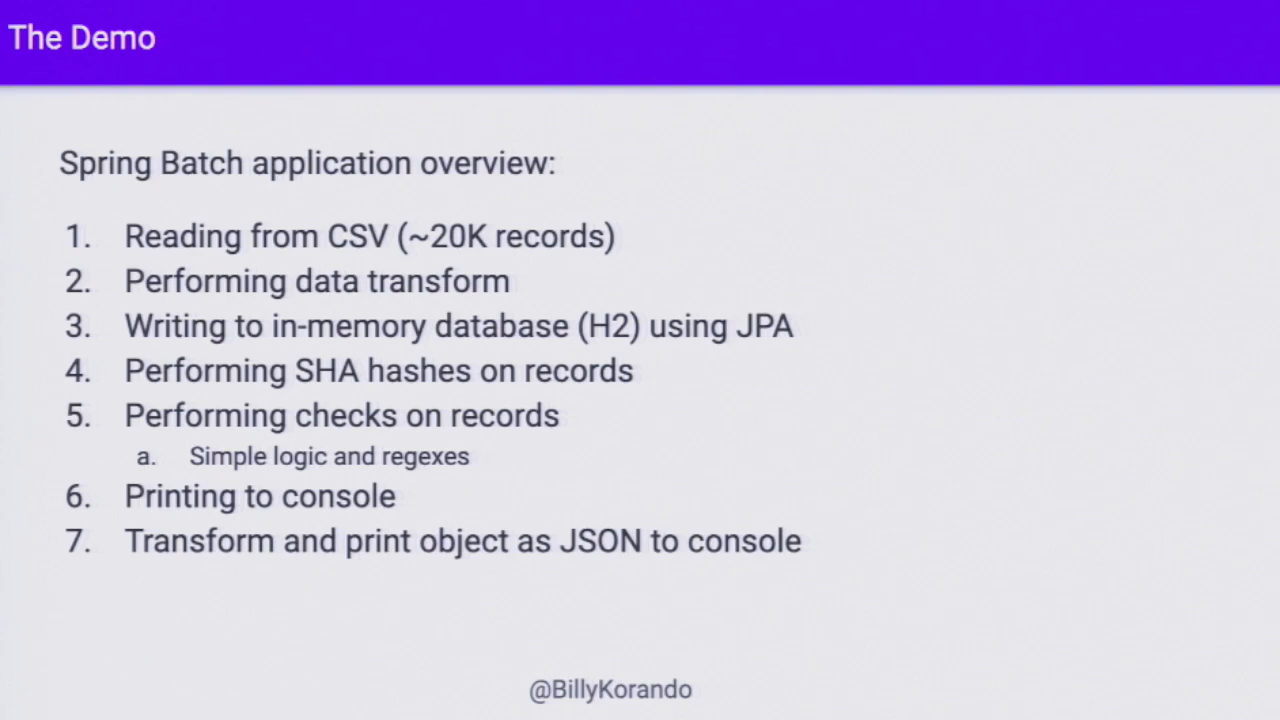 The Demo
Spring Batch application overview:
1. Reading from CSV (~20K records)
2. Performing data transform
3. Writing to in-memory database (H2) using JPA
4. Performing SHA hashes on records
5. Performing checks on records
a. Simple logic and regexes
6. Printing to console
7. Transform and print object as JSON to console
@BillyKorando